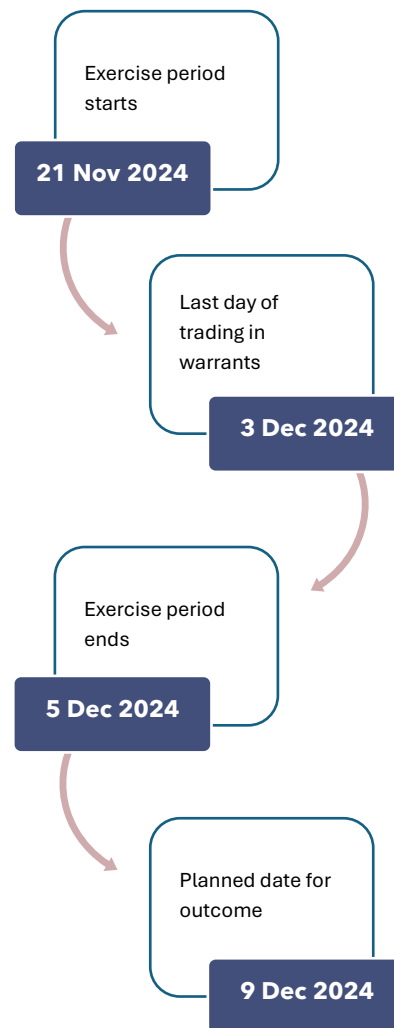 Exercise period
starts
21 Nov 2024
Last day of
trading in
warrants
3 Dec 2024
Exercise period
ends
5 Dec 2024
Planned date for
outcome
9 Dec 2024